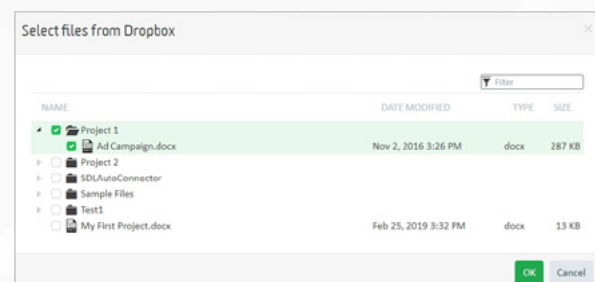 Select files from Dropbox
Filter
NAME DATE MODIFIED TYPE SIZE
Project 1
Ad Campaign.docx Nov 2, 2016 3:26 PM docx 287 KB
Project 2
SDLAutoConnector
Sample Files
Test1
My First Project.docx Feb 25, 2019 3:32 PM docx 13 KB
OK Cancel